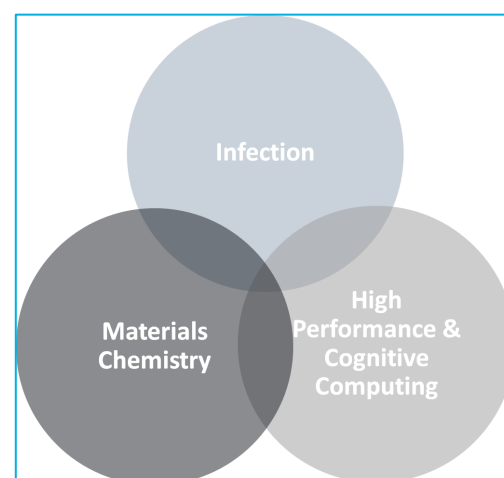 Infection
Materials
Chemistry
High
Performance &
Cognitive
Computing